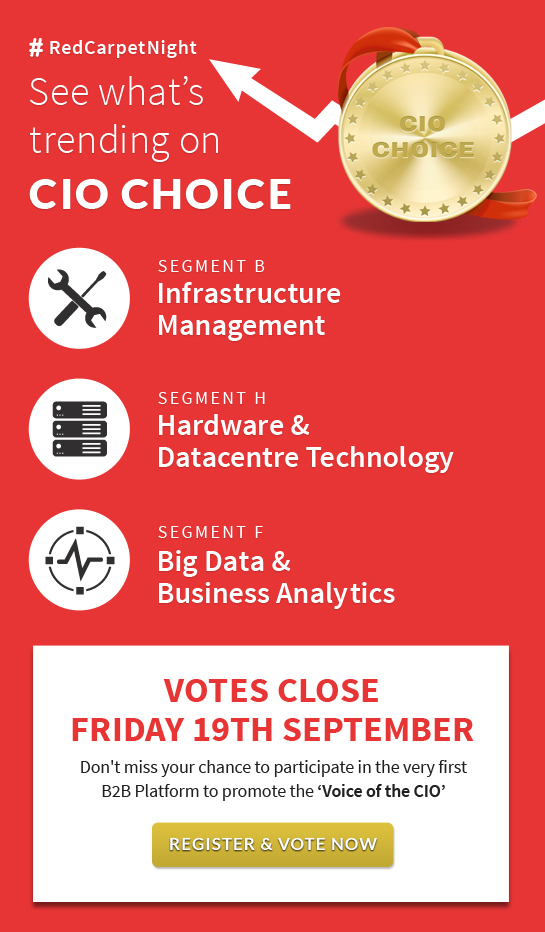 # RedCarpetNight
See what's
trending on
CIO CHOICE
CIO
CHOICE
SEGMENT B
Infrastructure
Management
SEGMENT H
Hardware &
Datacentre Technology
SEGMENT F
Big Data &
Business Analytics
VOTES CLOSE
FRIDAY 19TH SEPTEMBER
Don't miss your chance to participate in the very first
B2B Platform to promote the ‘Voice of the CIO’
REGISTER & VOTE NOW